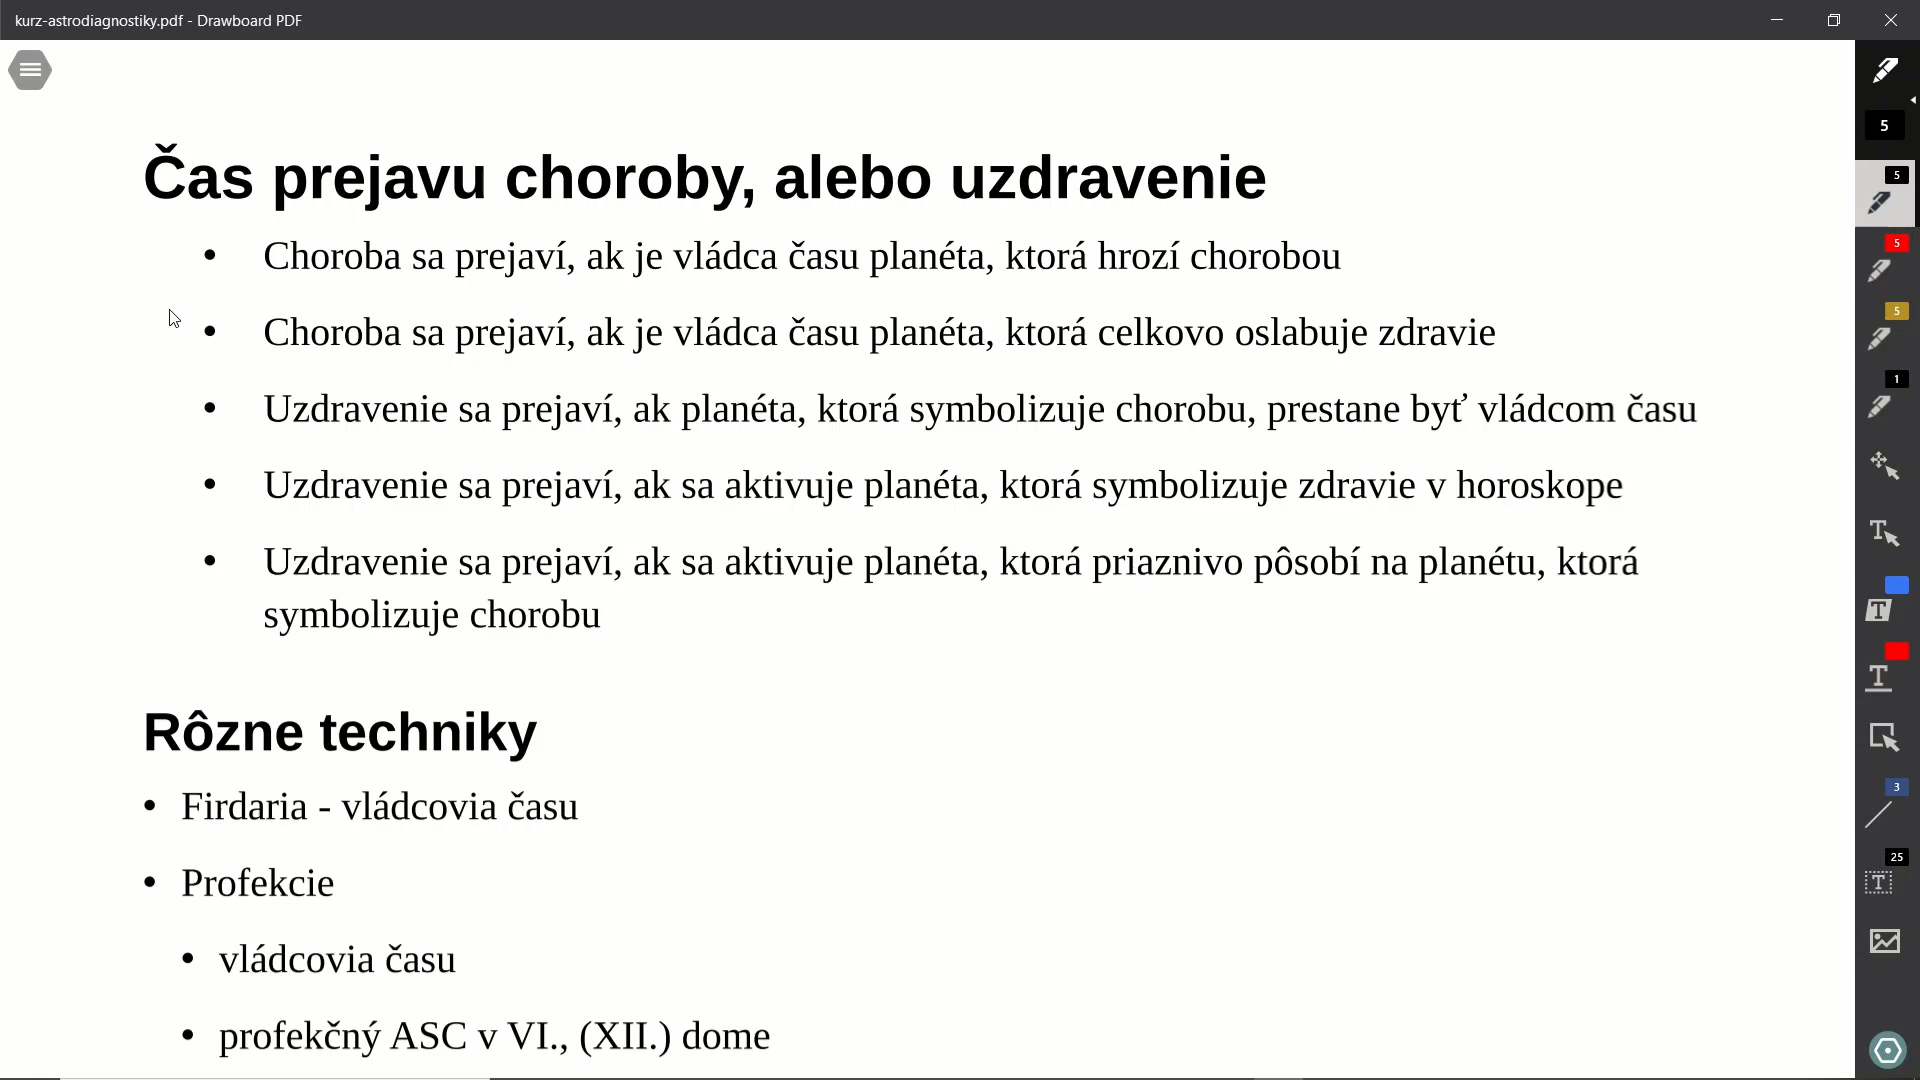 kurz-astrodiagnostiky.pdf - Drawboard PDF
Čas prejavu choroby, alebo uzdravenie
• Choroba sa prejaví, ak je vládca času planéta, ktorá hrozí chorobou
• Choroba sa prejaví, ak je vládca času planéta, ktorá celkovo oslabuje zdravie
• Uzdravenie sa prejaví, ak planéta, ktorá symbolizuje chorobu, prestane byť vládcom času
• Uzdravenie sa prejaví, ak sa aktivuje planéta, ktorá symbolizuje zdravie v horoskope
• Uzdravenie sa prejaví, ak sa aktivuje planéta, ktorá priaznivo pôsobí na planétu, ktorá
symbolizuje chorobu
Rôzne techniky
• Firdaria - vládcovia času
• Profekcie
• vládcovia času
• profekčný ASC v VI., (XII.) dome
5
5
5
5
1
T
T
T
3
25
T